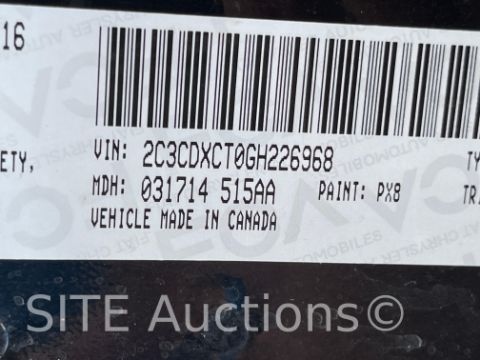 16
VIN: 2C3CDXCT0GH226968 TY
ETY,
MDH: 031714 515AA PAINT: PX8 TR
VEHICLE MADE IN CANADA
SITE Auctions©